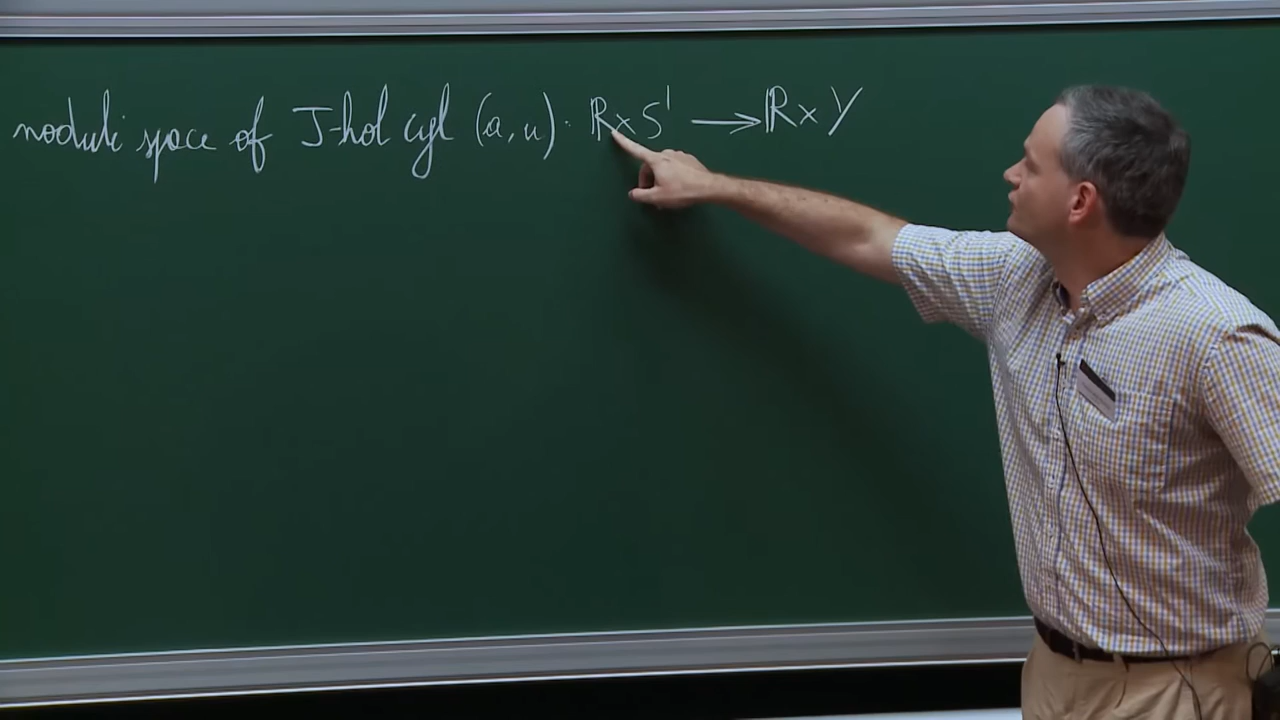 moduli space of J-hol cyl (a, u): ℝ × S¹ ⟶ ℝ × Y